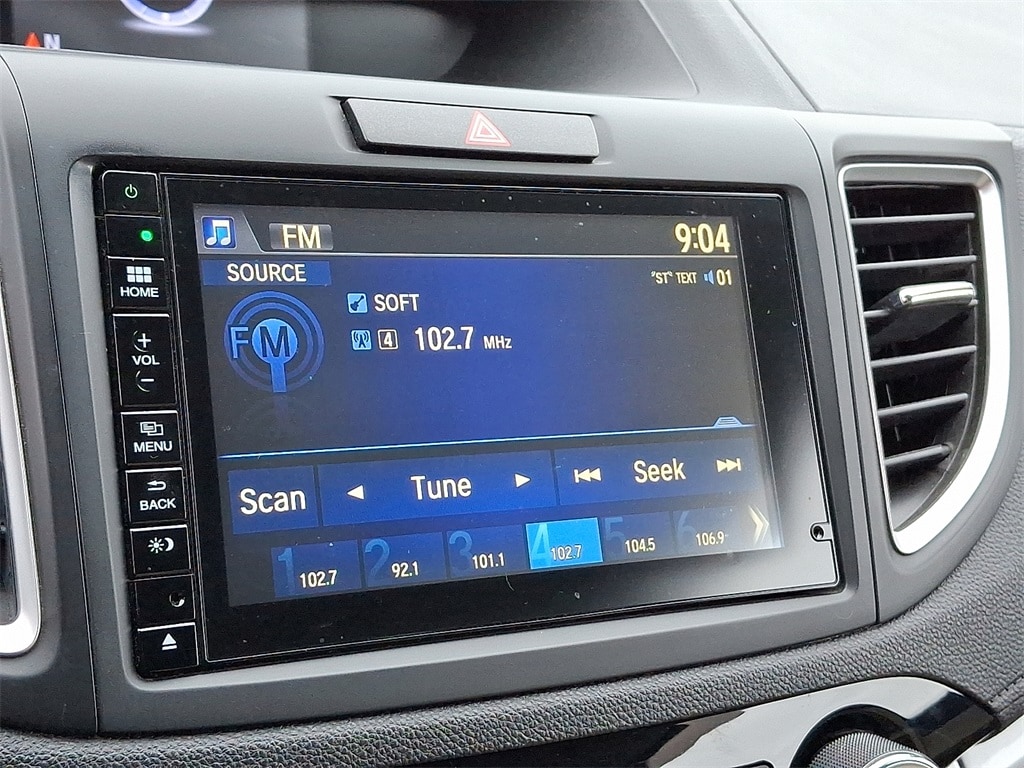 N
FM
9:04
SOURCE
"ST" TEXT 01
FM
SOFT
4 102.7 MHz
HOME
+
VOL
−
MENU
BACK
Scan Tune Seek
1 102.7 2 92.1 3 101.1 4 102.7 5 104.5 6 106.9